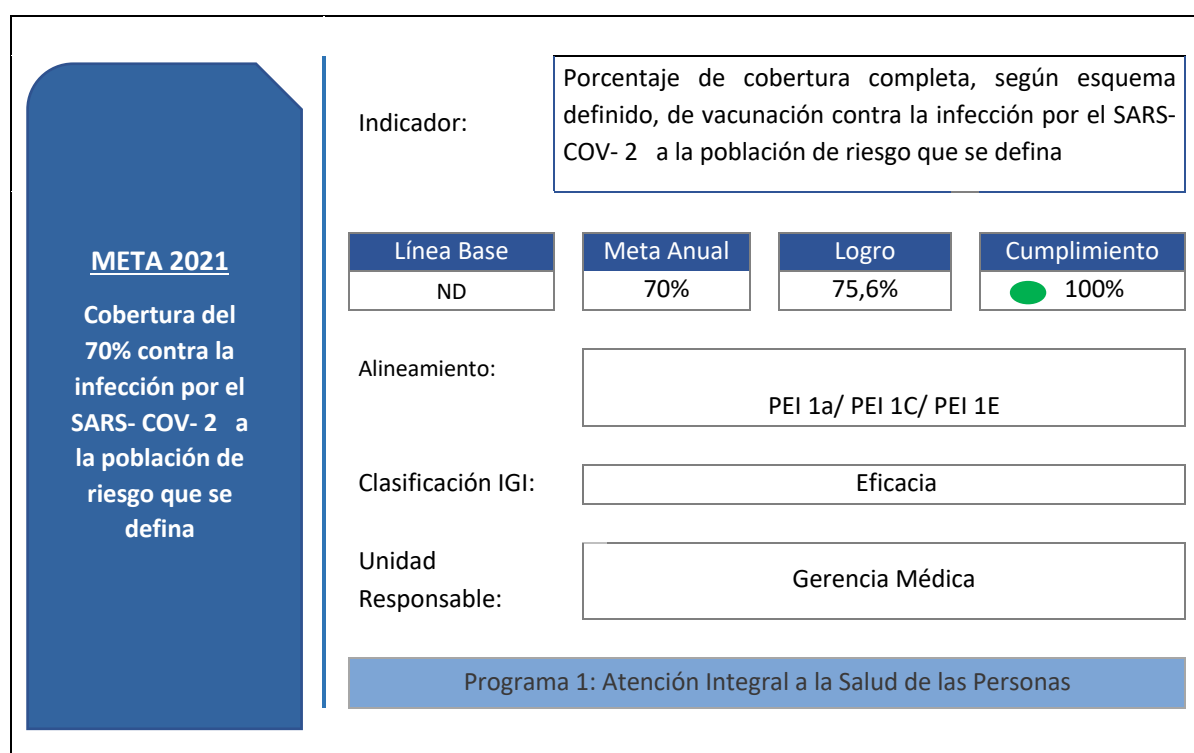 META 2021
Cobertura del
70% contra la
infección por el
SARS- COV- 2 a
la población de
riesgo que se
defina
Indicador:
Porcentaje de cobertura completa, según esquema
definido, de vacunación contra la infección por el SARS-
COV- 2 a la población de riesgo que se defina
Línea Base
Meta Anual
Logro
Cumplimiento
ND
70%
75,6%
100%
Alineamiento:
PEI 1a/ PEI 1C/ PEI 1E
Clasificación IGI:
Eficacia
Unidad
Responsable:
Gerencia Médica
Programa 1: Atención Integral a la Salud de las Personas